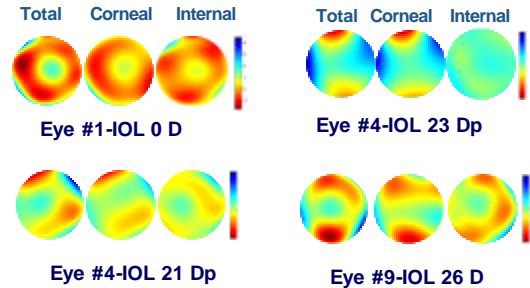 Total Corneal Internal
Total Corneal Internal
Eye #1-IOL 0 D
Eye #4-IOL 23 Dp
Eye #4-IOL 21 Dp
Eye #9-IOL 26 D